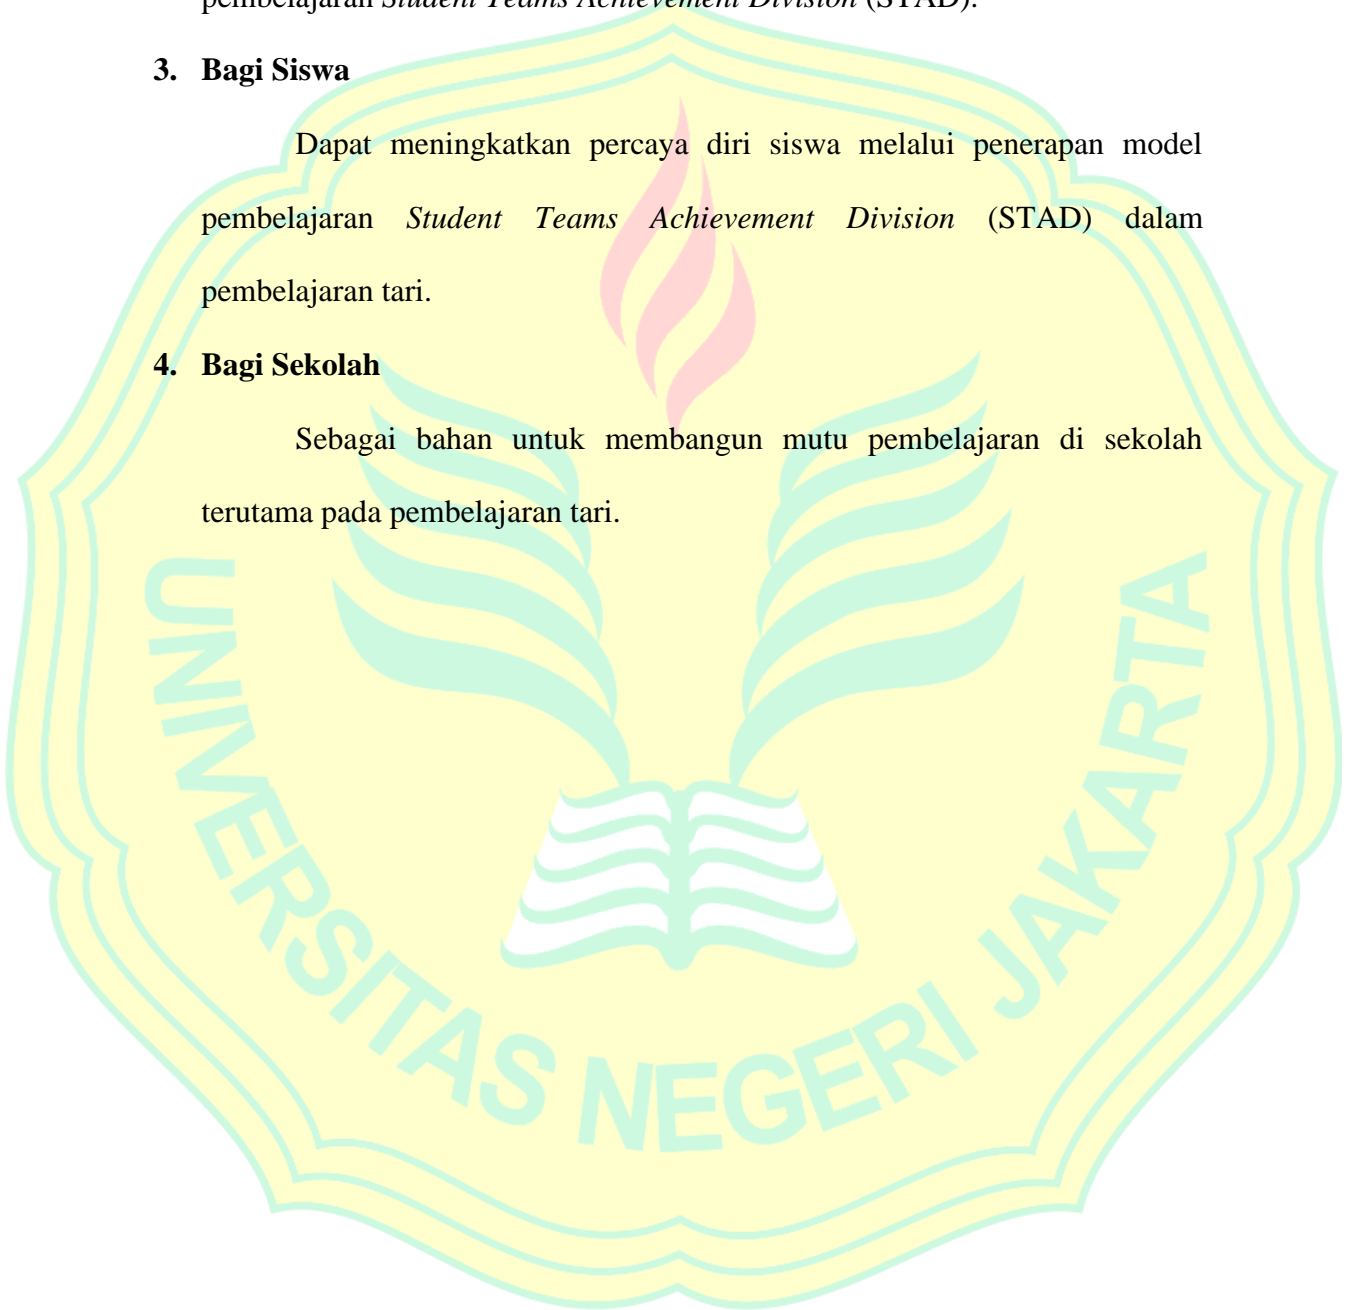 pembelajaran Student Teams Achievement Division (STAD).
3. Bagi Siswa
Dapat meningkatkan percaya diri siswa melalui penerapan model
pembelajaran Student Teams Achievement Division (STAD) dalam
pembelajaran tari.
4. Bagi Sekolah
Sebagai bahan untuk membangun mutu pembelajaran di sekolah
terutama pada pembelajaran tari.
UNIVERSITAS NEGERI JAKARTA